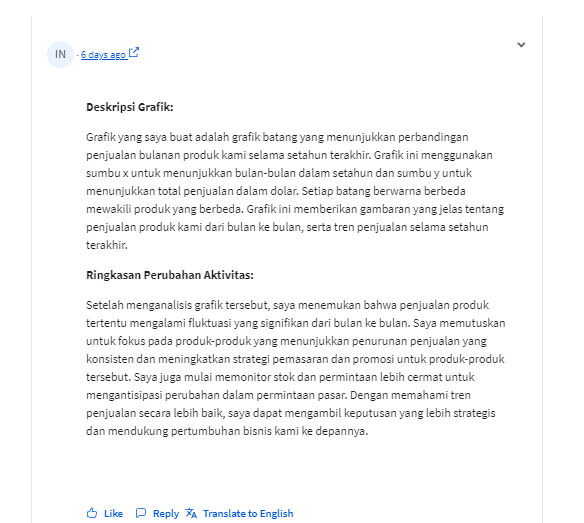 IN · 6 days ago
Deskripsi Grafik:
Grafik yang saya buat adalah grafik batang yang menunjukkan perbandingan
penjualan bulanan produk kami selama setahun terakhir. Grafik ini menggunakan
sumbu x untuk menunjukkan bulan-bulan dalam setahun dan sumbu y untuk
menunjukkan total penjualan dalam dolar. Setiap batang berwarna berbeda
mewakili produk yang berbeda. Grafik ini memberikan gambaran yang jelas tentang
penjualan produk kami dari bulan ke bulan, serta tren penjualan selama setahun
terakhir.
Ringkasan Perubahan Aktivitas:
Setelah menganalisis grafik tersebut, saya menemukan bahwa penjualan produk
tertentu mengalami fluktuasi yang signifikan dari bulan ke bulan. Saya memutuskan
untuk fokus pada produk-produk yang menunjukkan penurunan penjualan yang
konsisten dan meningkatkan strategi pemasaran dan promosi untuk produk-produk
tersebut. Saya juga mulai memonitor stok dan permintaan lebih cermat untuk
mengantisipasi perubahan dalam permintaan pasar. Dengan memahami tren
penjualan secara lebih baik, saya dapat mengambil keputusan yang lebih strategis
dan mendukung pertumbuhan bisnis kami ke depannya.
Like Reply Translate to English